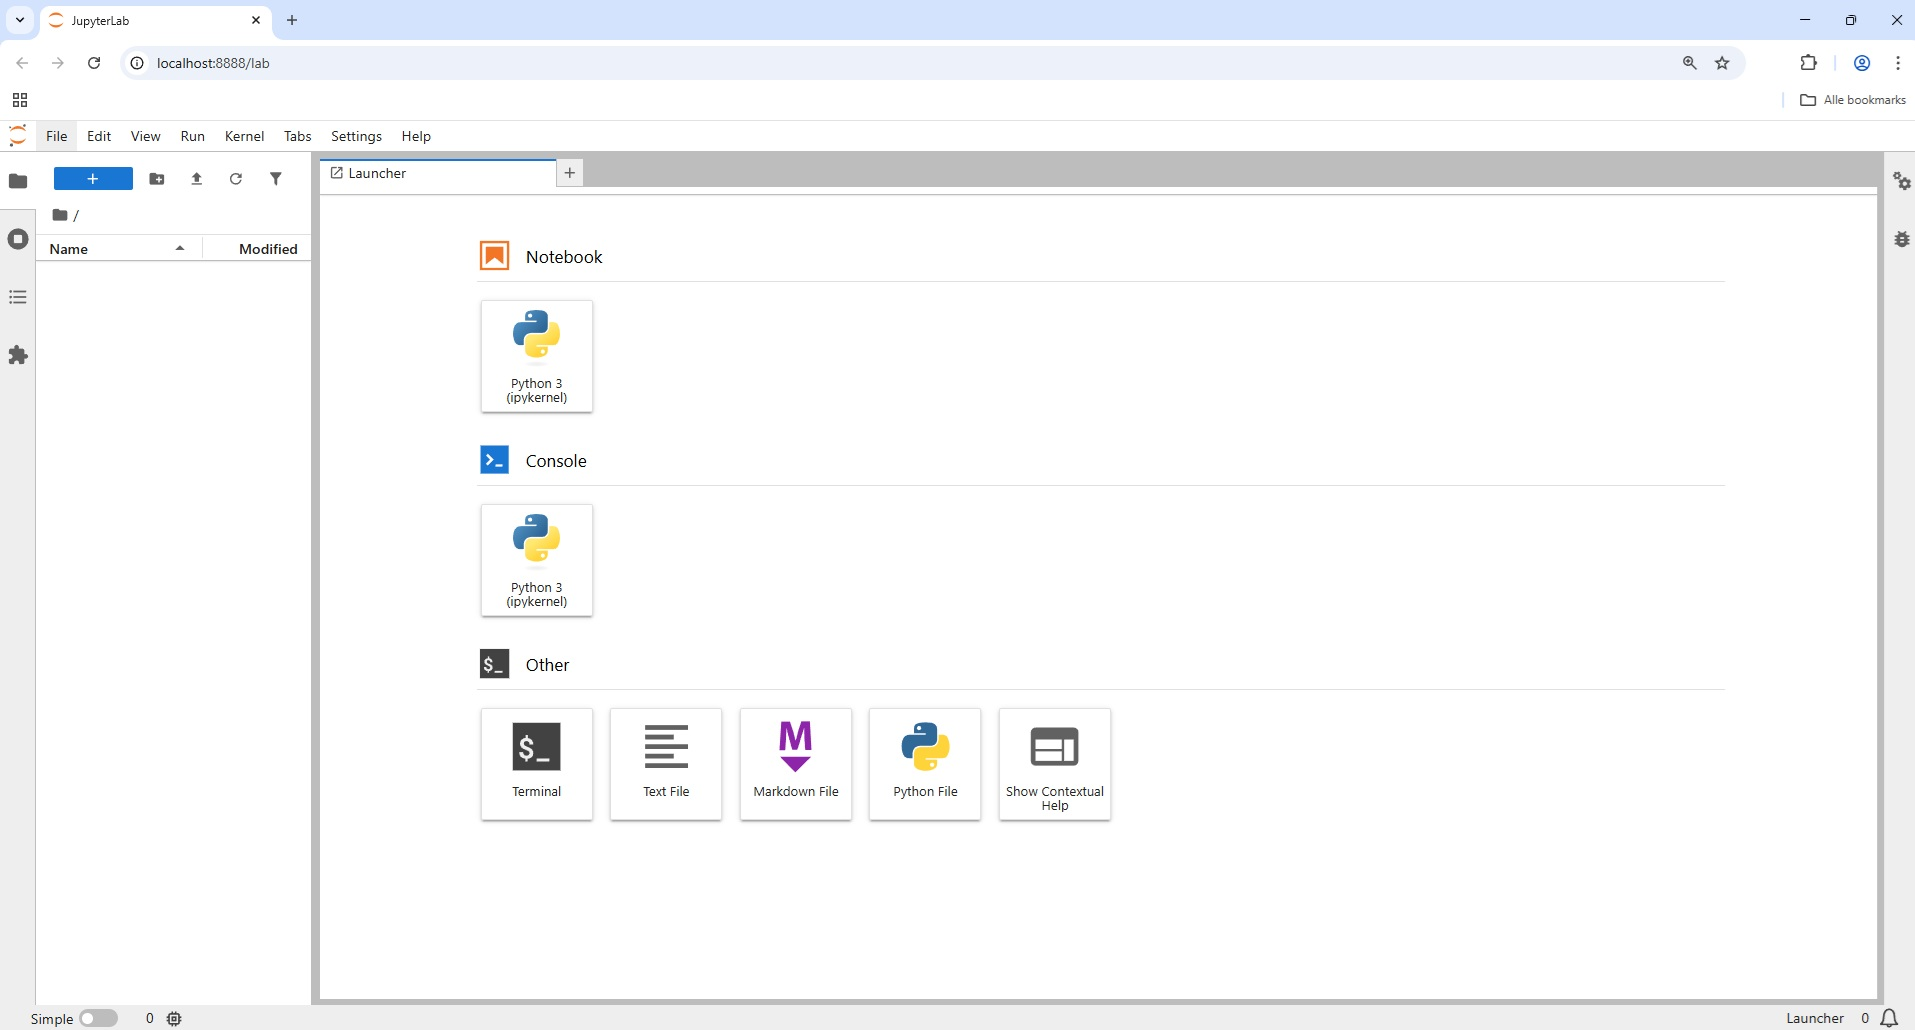 JupyterLab
localhost:8888/lab
Alle bookmarks
File Edit View Run Kernel Tabs Settings Help
Launcher
/
Name Modified
Notebook
Python 3
(ipykernel)
Console
Python 3
(ipykernel)
$_ Other
$_
M
Terminal
Text File
Markdown File
Python File
Show Contextual
Help
Simple 0
Launcher 0